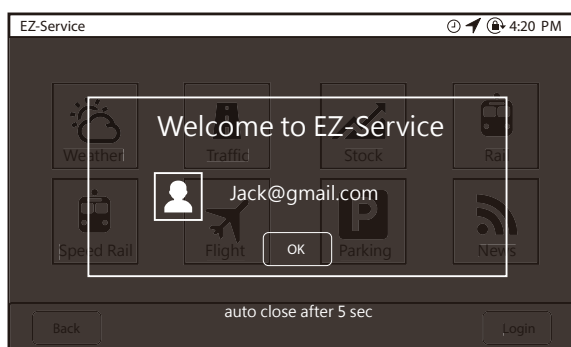 EZ-Service 4:20 PM
Welcome to EZ-Service
Weather Traffic Stock Rail
Jack@gmail.com
Speed Rail Flight Parking News
OK
auto close after 5 sec
Back Login